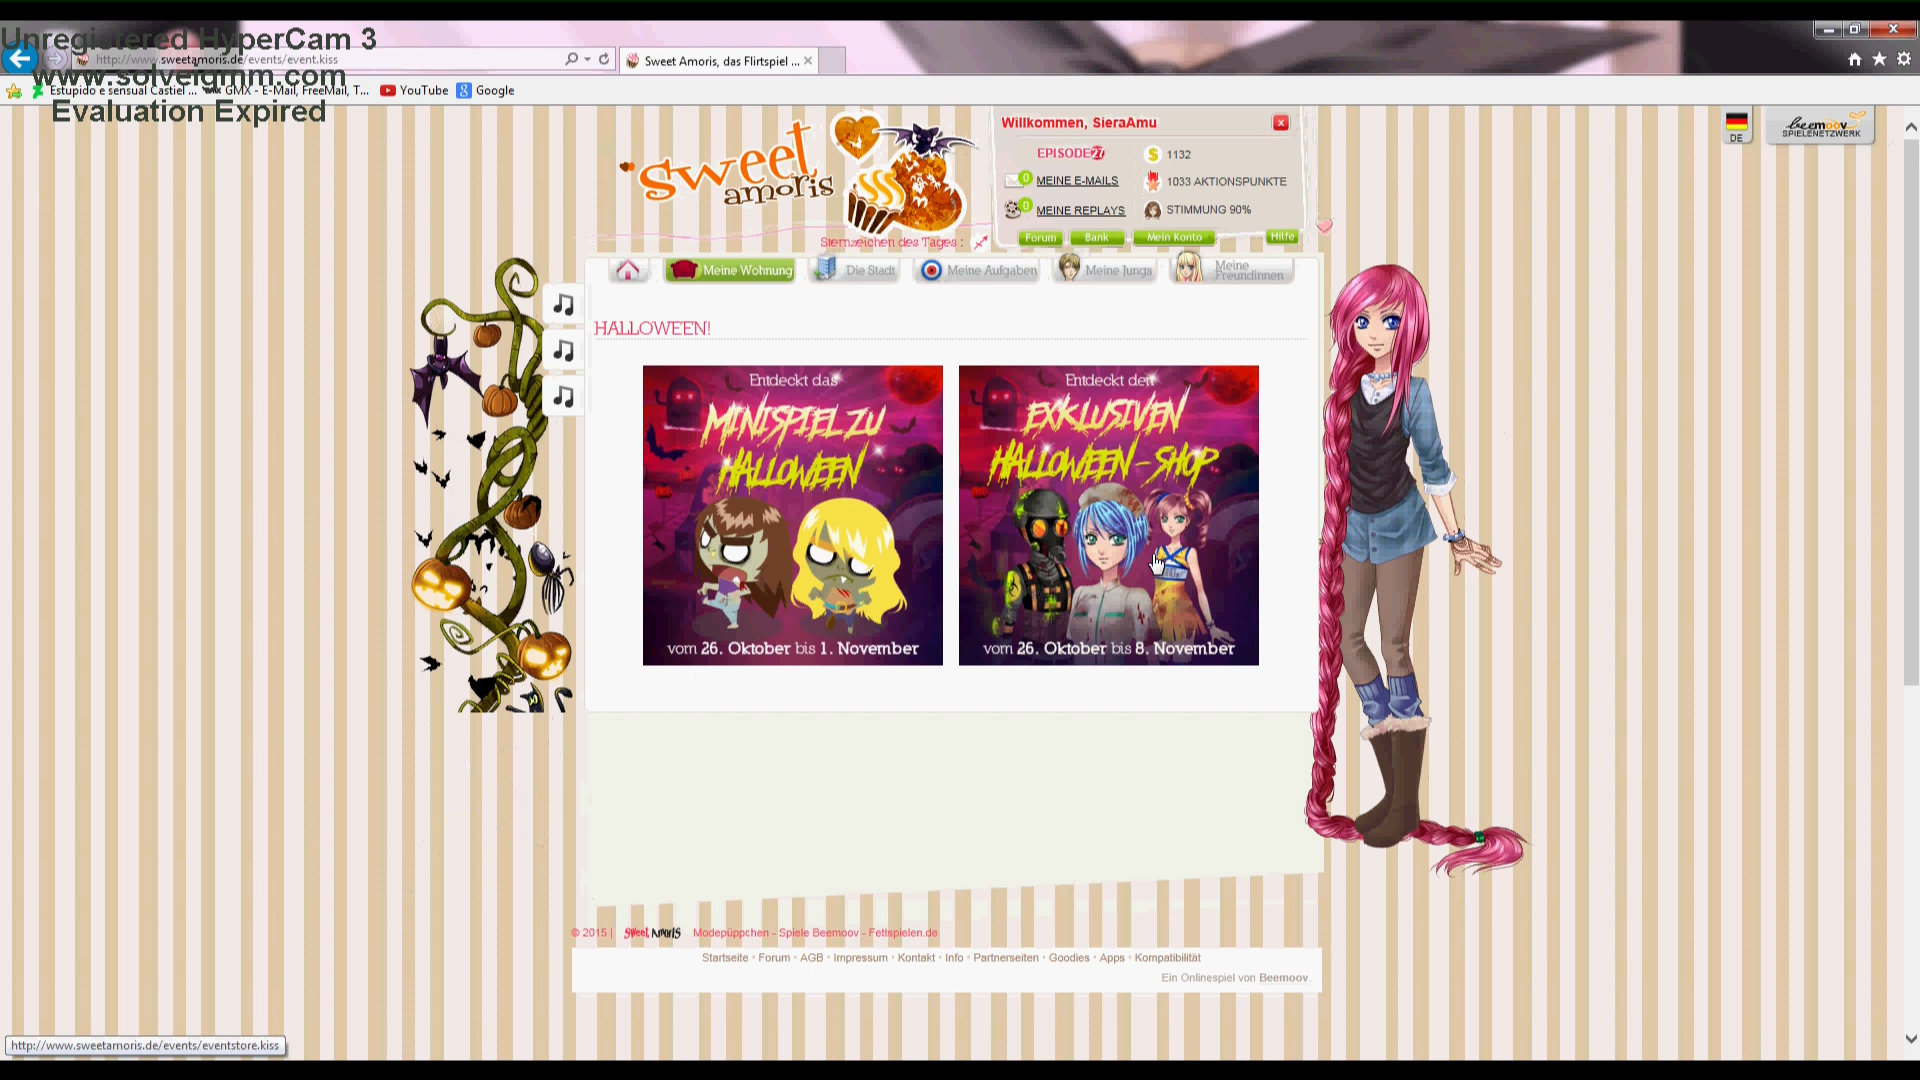 Unregistered HyperCam 3
http://www.sweetamoris.de/events/event.kiss
Sweet Amoris, das Flirtspiel ...
www.solveigmm.com
Estupido e sensual Castiel ...
GMX - E-Mail, FreeMail, T...
YouTube
Google
Evaluation Expired
sweet
amoris
Willkommen, SieraAmu
EPISODE27
1132
0 MEINE E-MAILS
1033 AKTIONSPUNKTE
0 MEINE REPLAYS
STIMMUNG 90%
Forum
Bank
Mein Konto
Hilfe
DE
beemoov
SPIELENETZWERK
Sternzeichen des Tages :
Meine Wohnung
Die Stadt
Meine Aufgaben
Meine Jungs
Meine
Freundinnen
HALLOWEEN!
Entdeckt das
MINISPIEL ZU
HALLOWEEN
vom 26. Oktober bis 1. November
Entdeckt den
EXKLUSIVEN
HALLOWEEN-SHOP
vom 26. Oktober bis 8. November
© 2015 | Sweet Amoris Modepüppchen - Spiele Beemoov - Fettspielen.de
Startseite • Forum • AGB • Impressum • Kontakt • Info • Partnerseiten • Goodies • Apps • Kompatibilität
Ein Onlinespiel von Beemoov.
http://www.sweetamoris.de/events/eventstore.kiss